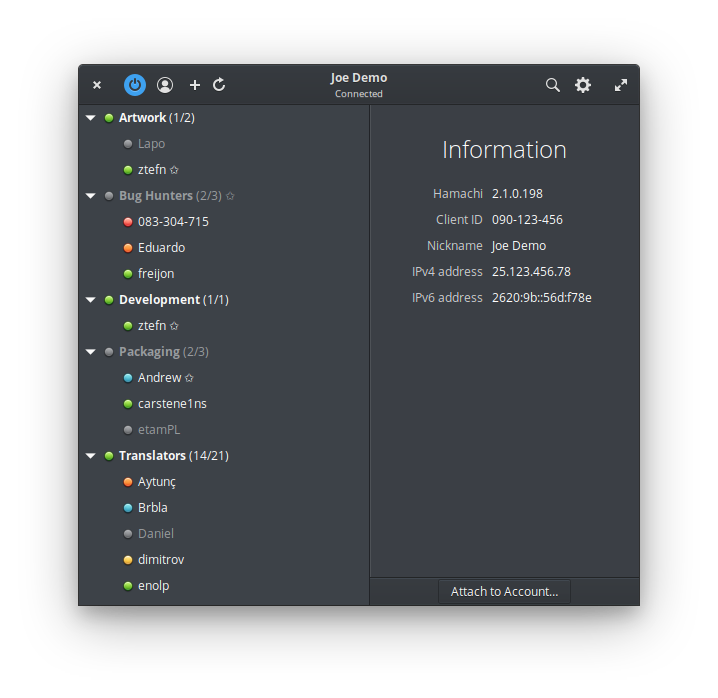 Joe Demo
Connected
Artwork (1/2)
Lapo
ztefn ✩
Bug Hunters (2/3) ✩
083-304-715
Eduardo
freijon
Development (1/1)
ztefn ✩
Packaging (2/3)
Andrew ✩
carstene1ns
etamPL
Translators (14/21)
Aytunç
Brbla
Daniel
dimitrov
enolp
Information
Hamachi 2.1.0.198
Client ID 090-123-456
Nickname Joe Demo
IPv4 address 25.123.456.78
IPv6 address 2620:9b::56d:f78e
Attach to Account...